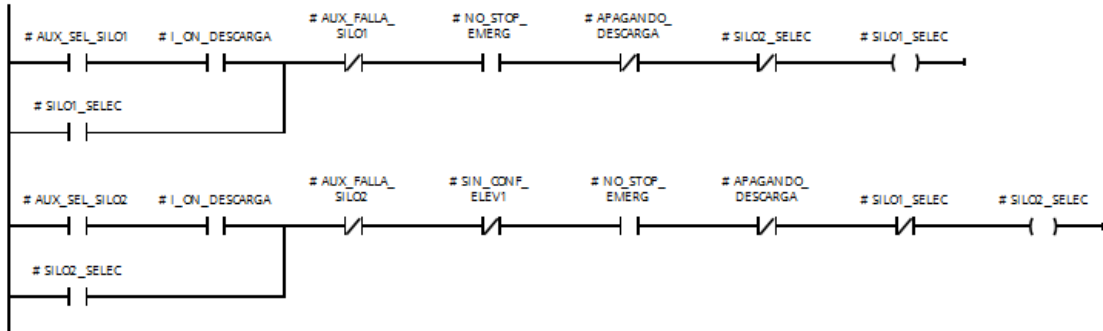 # AUX_SEL_SILO1 # I_ON_DESCARGA # AUX_FALLA_ # NO_STOP_ # APAGANDO_ # SILO2_SELEC # SILO1_SELEC
SILO1 EMERG DESCARGA
# SILO1_SELEC
# AUX_SEL_SILO2 # I_ON_DESCARGA # AUX_FALLA_ # SIN_CONF_ # NO_STOP_ # APAGANDO_ # SILO1_SELEC # SILO2_SELEC
SILO2 ELEV1 EMERG DESCARGA
# SILO2_SELEC